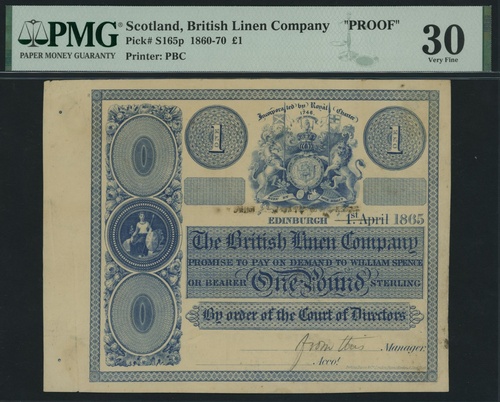 PMG Scotland, British Linen Company "PROOF"
PAPER MONEY GUARANTY
Pick# S165p 1860-70 £1
Printer: PBC
30
Very Fine
Incorporated by Royal Charter
1746
1 1
EDINBURGH 1st April 1865
The British Linen Company
PROMISE TO PAY ON DEMAND TO WILLIAM SPENCE
OR BEARER One Pound STERLING
By order of the Court of Directors
Manager
Acct.